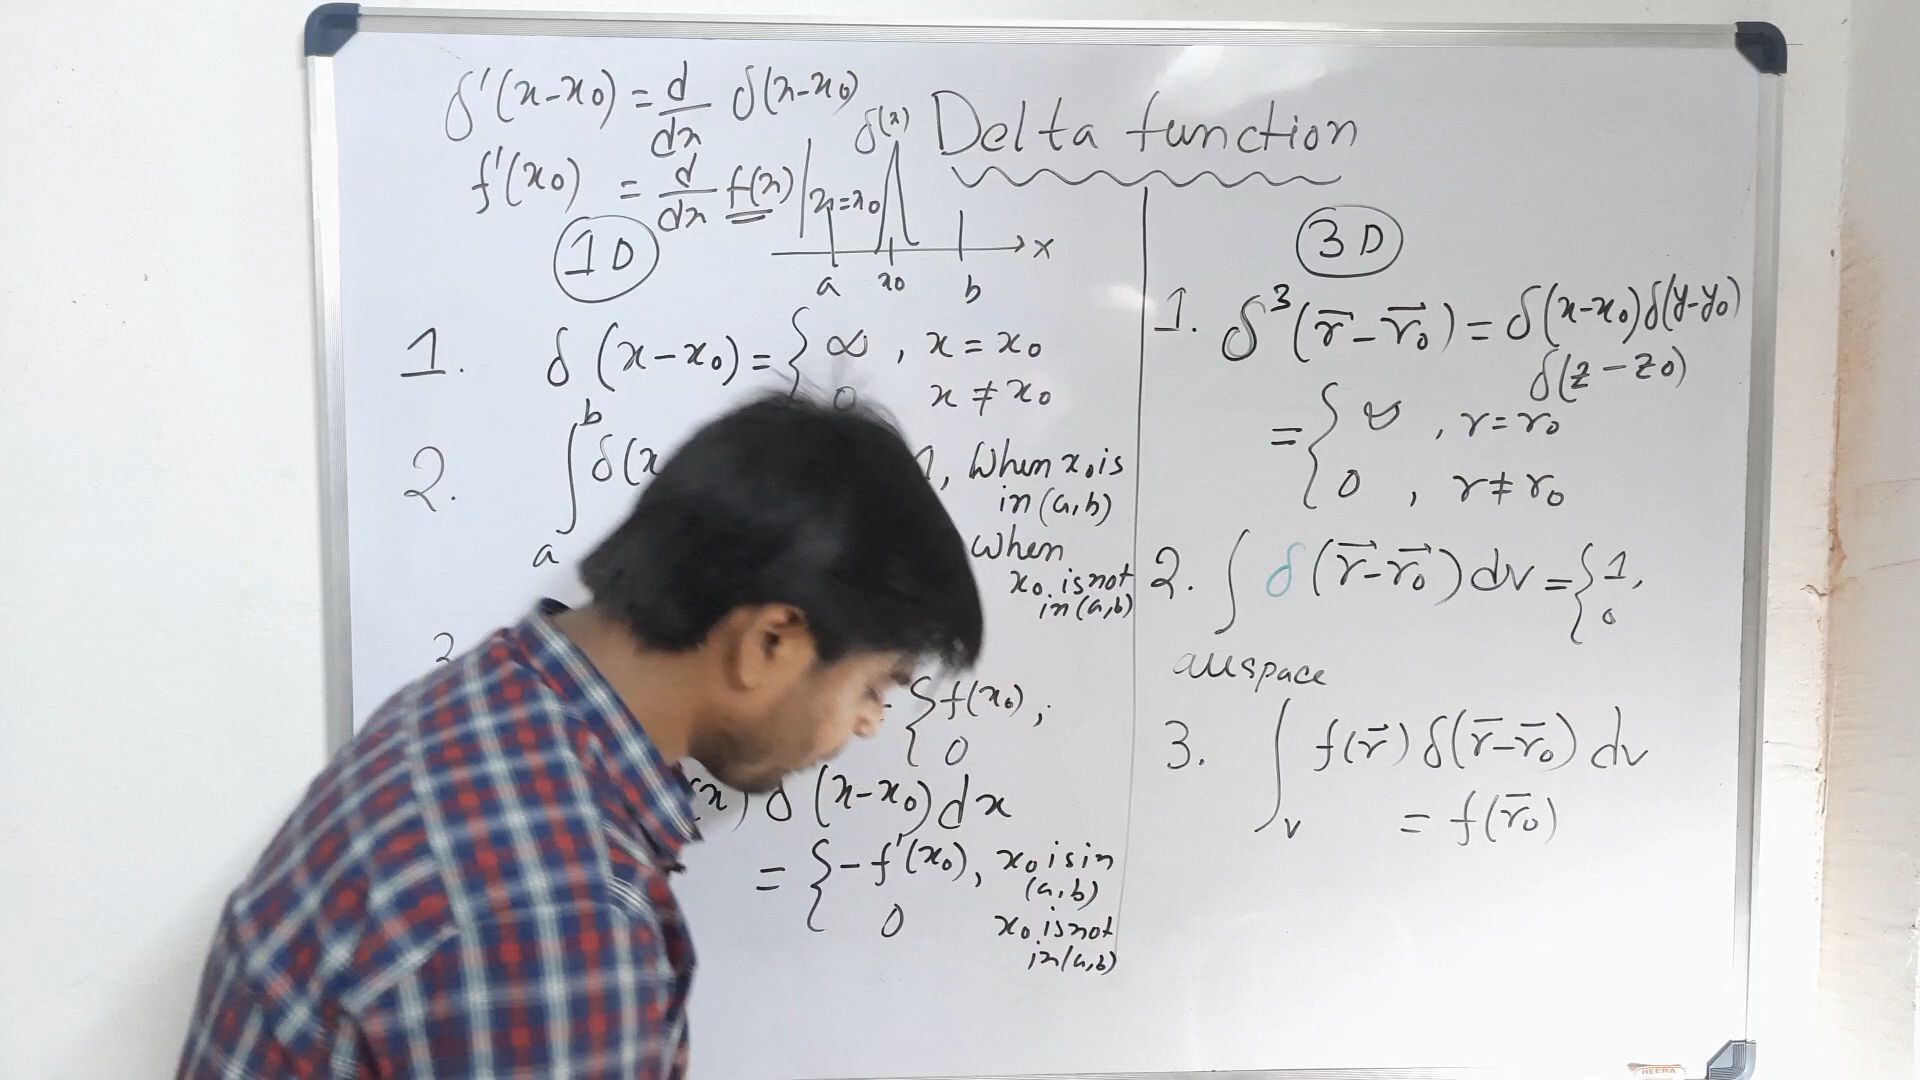 δ'(x-x₀) = d/dx δ(x-x₀)
f'(x₀) = d/dx f(x) |x=x₀
Delta function
δ(x)
a x₀ b x
1D
1. δ(x-x₀) = { ∞, x = x₀
0 x ≠ x₀
2. ∫ₐᵇ δ(x
1, When x₀ is
in (a,b)
When
x₀ is not
in (a,b)
{ f(x₀),
0
(x) δ (x-x₀) dx
= { -f'(x₀), x₀ is in
(a,b)
0 x₀ is not
in (a,b)
3D
1. δ³(r⃗-r⃗₀) = δ(x-x₀)δ(y-y₀)
δ(z-z₀)
= { ∞, r=r₀
0, r≠r₀
2. ∫ δ(r⃗-r⃗₀) dv = { 1,
0
all space
3. ∫ᵥ f(r⃗) δ(r̅-r̅₀) dv
= f(r̅₀)